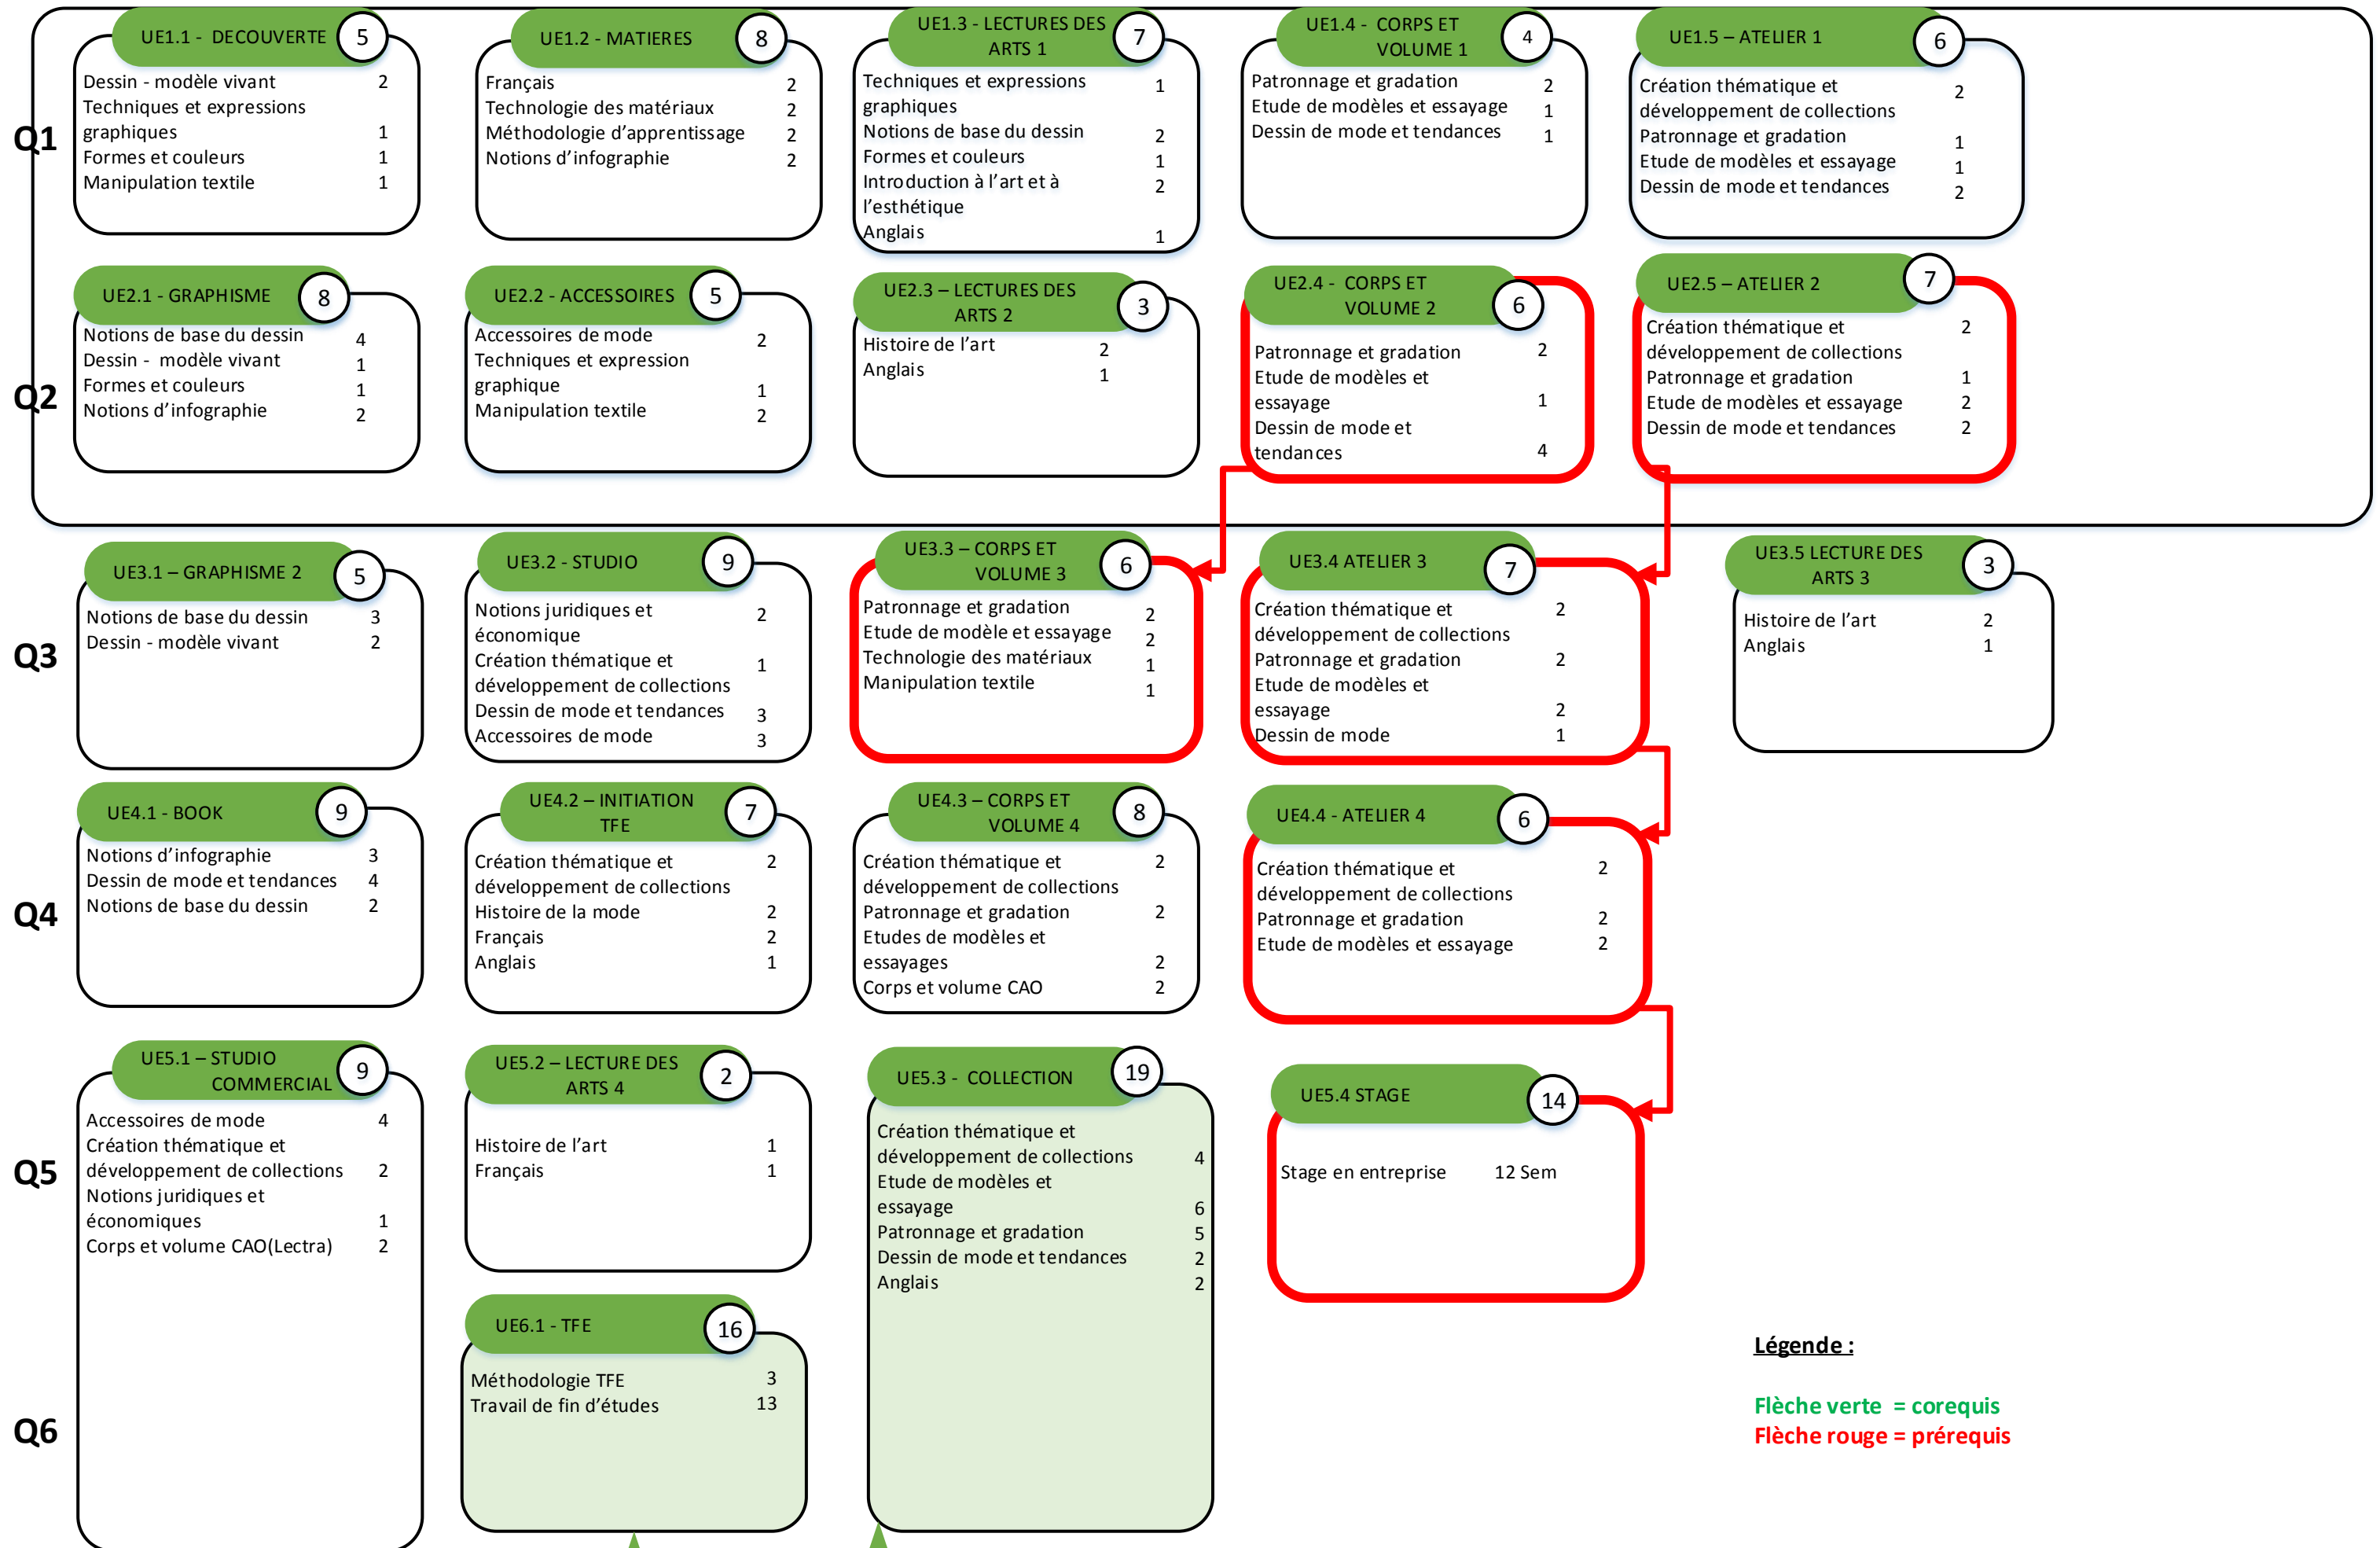 Q1
UE1.1 - DECOUVERTE 5
Dessin - modèle vivant 2
Techniques et expressions
graphiques 1
Formes et couleurs 1
Manipulation textile 1
UE1.2 - MATIERES 8
Français 2
Technologie des matériaux 2
Méthodologie d'apprentissage 2
Notions d'infographie 2
UE1.3 - LECTURES DES
ARTS 1 7
Techniques et expressions 1
graphiques
Notions de base du dessin 2
Formes et couleurs 1
Introduction à l'art et à 2
l'esthétique
Anglais 1
UE1.4 - CORPS ET
VOLUME 1 4
Patronnage et gradation 2
Etude de modèles et essayage 1
Dessin de mode et tendances 1
UE1.5 – ATELIER 1 6
Création thématique et 2
développement de collections
Patronnage et gradation 1
Etude de modèles et essayage 1
Dessin de mode et tendances 2
Q2
UE2.1 - GRAPHISME 8
Notions de base du dessin 4
Dessin - modèle vivant 1
Formes et couleurs 1
Notions d'infographie 2
UE2.2 - ACCESSOIRES 5
Accessoires de mode 2
Techniques et expression
graphique 1
Manipulation textile 2
UE2.3 – LECTURES DES
ARTS 2 3
Histoire de l'art 2
Anglais 1
UE2.4 - CORPS ET
VOLUME 2 6
Patronnage et gradation 2
Etude de modèles et
essayage 1
Dessin de mode et
tendances 4
UE2.5 – ATELIER 2 7
Création thématique et 2
développement de collections
Patronnage et gradation 1
Etude de modèles et essayage 2
Dessin de mode et tendances 2
Q3
UE3.1 – GRAPHISME 2 5
Notions de base du dessin 3
Dessin - modèle vivant 2
UE3.2 - STUDIO 9
Notions juridiques et 2
économique
Création thématique et 1
développement de collections
Dessin de mode et tendances 3
Accessoires de mode 3
UE3.3 – CORPS ET
VOLUME 3 6
Patronnage et gradation 2
Etude de modèle et essayage 2
Technologie des matériaux 1
Manipulation textile 1
UE3.4 ATELIER 3 7
Création thématique et 2
développement de collections
Patronnage et gradation 2
Etude de modèles et
essayage 2
Dessin de mode 1
UE3.5 LECTURE DES
ARTS 3 3
Histoire de l'art 2
Anglais 1
Q4
UE4.1 - BOOK 9
Notions d'infographie 3
Dessin de mode et tendances 4
Notions de base du dessin 2
UE4.2 – INITIATION
TFE 7
Création thématique et 2
développement de collections
Histoire de la mode 2
Français 2
Anglais 1
UE4.3 – CORPS ET
VOLUME 4 8
Création thématique et 2
développement de collections
Patronnage et gradation 2
Etudes de modèles et
essayages 2
Corps et volume CAO 2
UE4.4 - ATELIER 4 6
Création thématique et 2
développement de collections
Patronnage et gradation 2
Etude de modèles et essayage 2
Q5
UE5.1 – STUDIO
COMMERCIAL 9
Accessoires de mode 4
Création thématique et
développement de collections 2
Notions juridiques et
économiques 1
Corps et volume CAO(Lectra) 2
UE5.2 – LECTURE DES
ARTS 4 2
Histoire de l'art 1
Français 1
UE5.3 - COLLECTION 19
Création thématique et
développement de collections 4
Etude de modèles et
essayage 6
Patronnage et gradation 5
Dessin de mode et tendances 2
Anglais 2
UE5.4 STAGE 14
Stage en entreprise 12 Sem
Q6
UE6.1 - TFE 16
Méthodologie TFE 3
Travail de fin d'études 13
Légende :
Flèche verte = corequis
Flèche rouge = prérequis